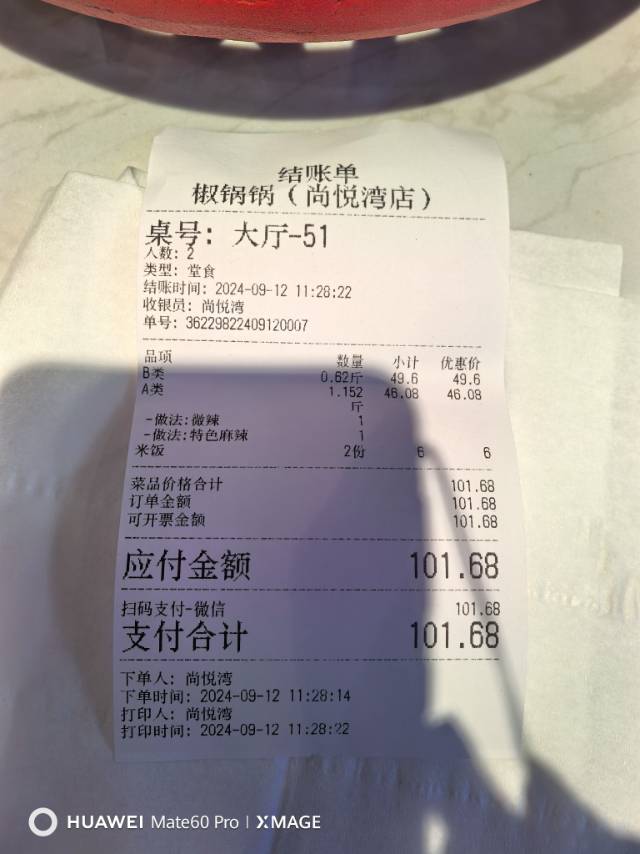 结账单
椒锅锅（尚悦湾店）
桌号：大厅-51
人数：2
类型：堂食
结账时间：2024-09-12 11:28:22
收银员：尚悦湾
单号：36229822409120007
品项 数量 小计 优惠价
B类 0.62斤 49.6 49.6
A类 1.152 46.08 46.08
斤
-做法:微辣 1
-做法:特色麻辣 1
米饭 2份 6 6
菜品价格合计 101.68
订单金额 101.68
可开票金额 101.68
应付金额 101.68
扫码支付-微信 101.68
支付合计 101.68
下单人：尚悦湾
下单时间：2024-09-12 11:28:14
打印人：尚悦湾
打印时间：2024-09-12 11:28:22
HUAWEI Mate60 Pro | XMAGE